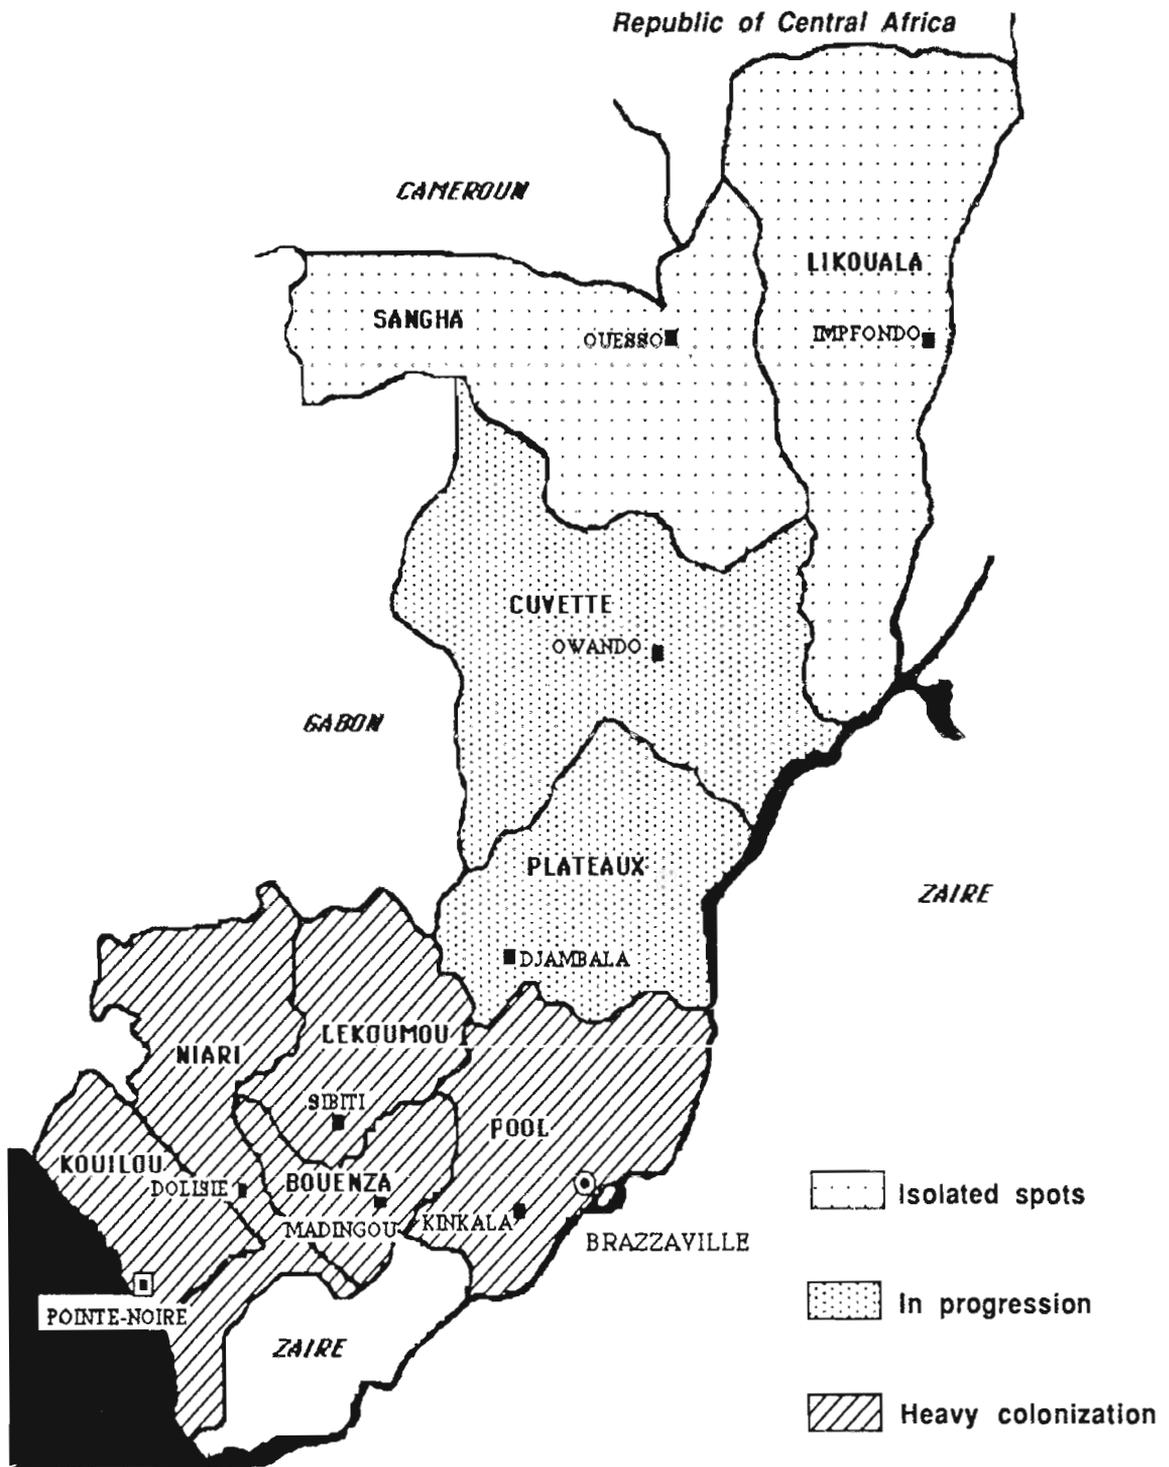 Republic of Central Africa
CAMEROUN
LIKOUALA
SANGHA
OUESSO
IMPFONDO
CUVETTE
OWANDO
GABON
PLATEAUX
ZAIRE
DJAMBALA
LEKOUMOU
NIARI
SIBITI
POOL
KOUILOU
DOLISIE
BOUENZA
MADINGOU
KINKALA
BRAZZAVILLE
POINTE-NOIRE
ZAIRE
Isolated spots
In progression
Heavy colonization